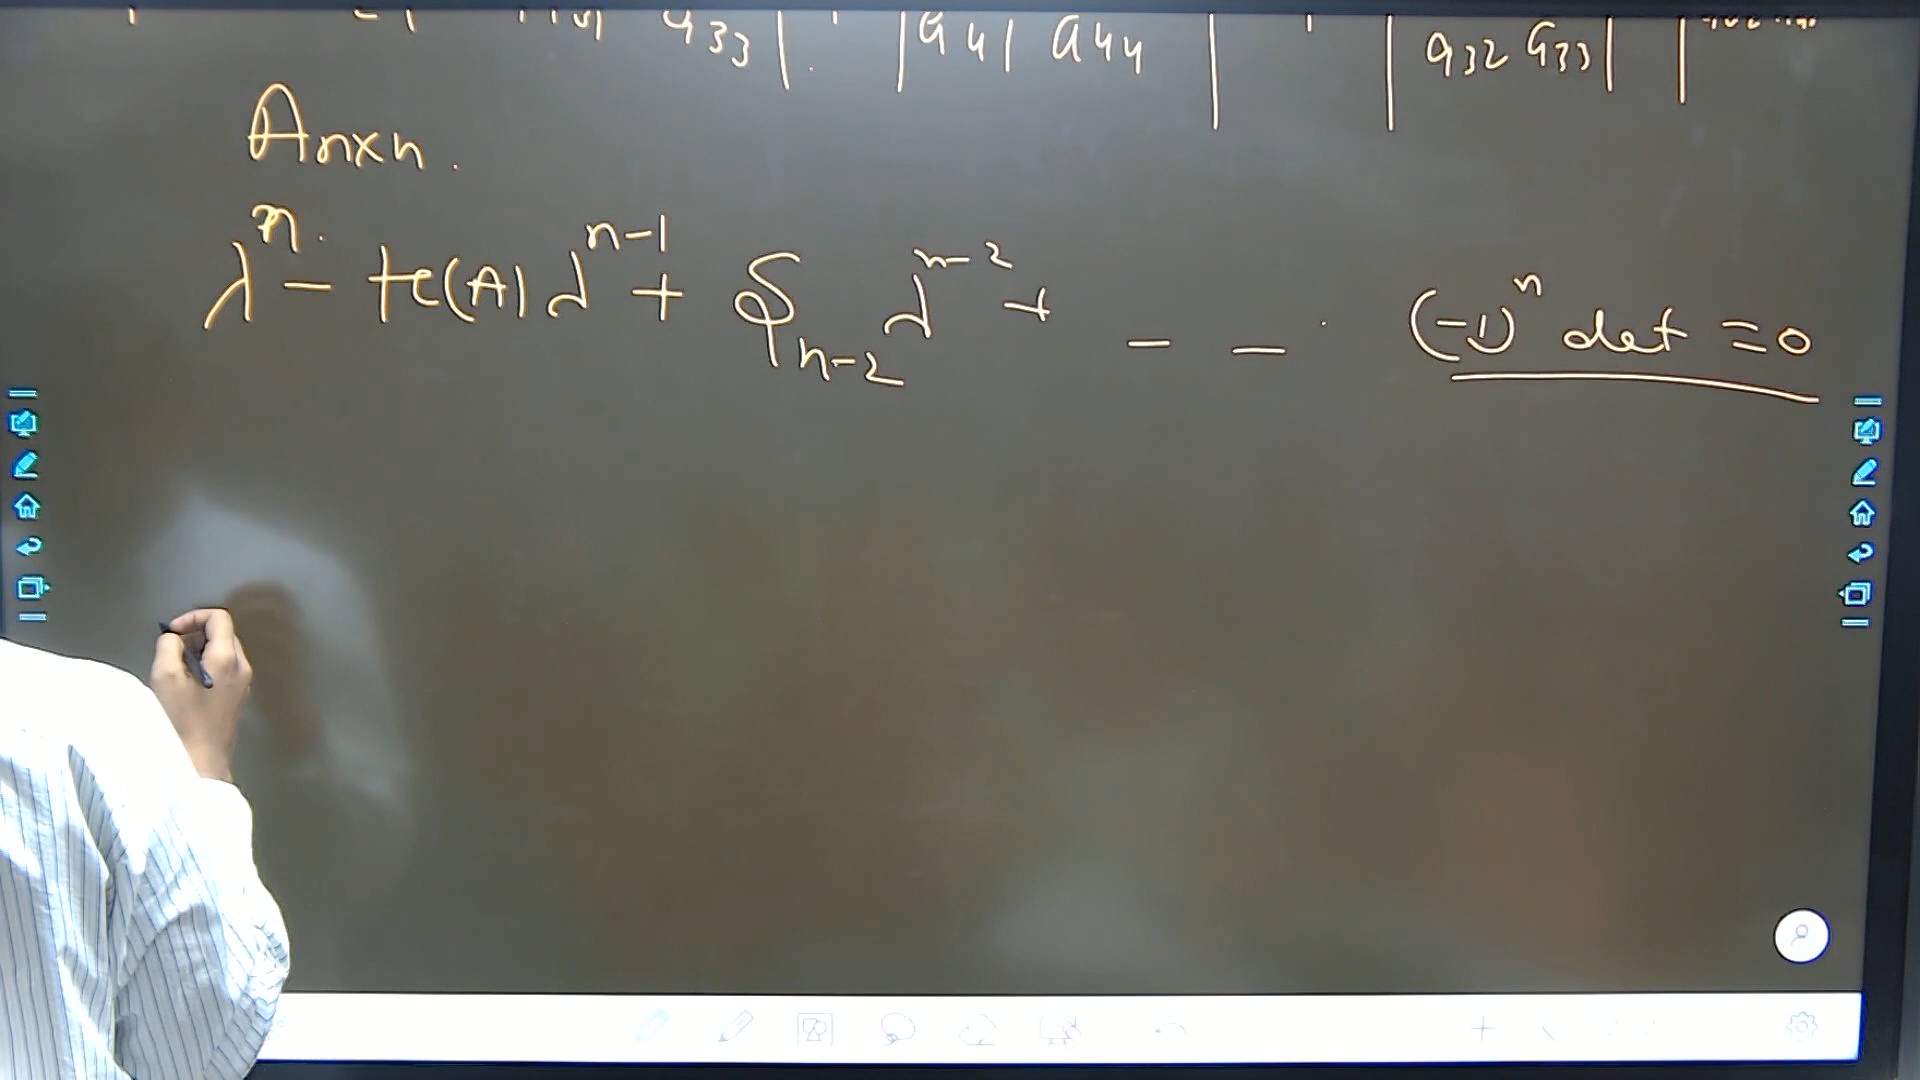 a33 | . | a41 a44 | | a32 a33 | |
Anxn.
λ^n - tr(A) λ^(n-1) + S_(n-2) λ^(n-2) + - - . (-1)^n det = 0